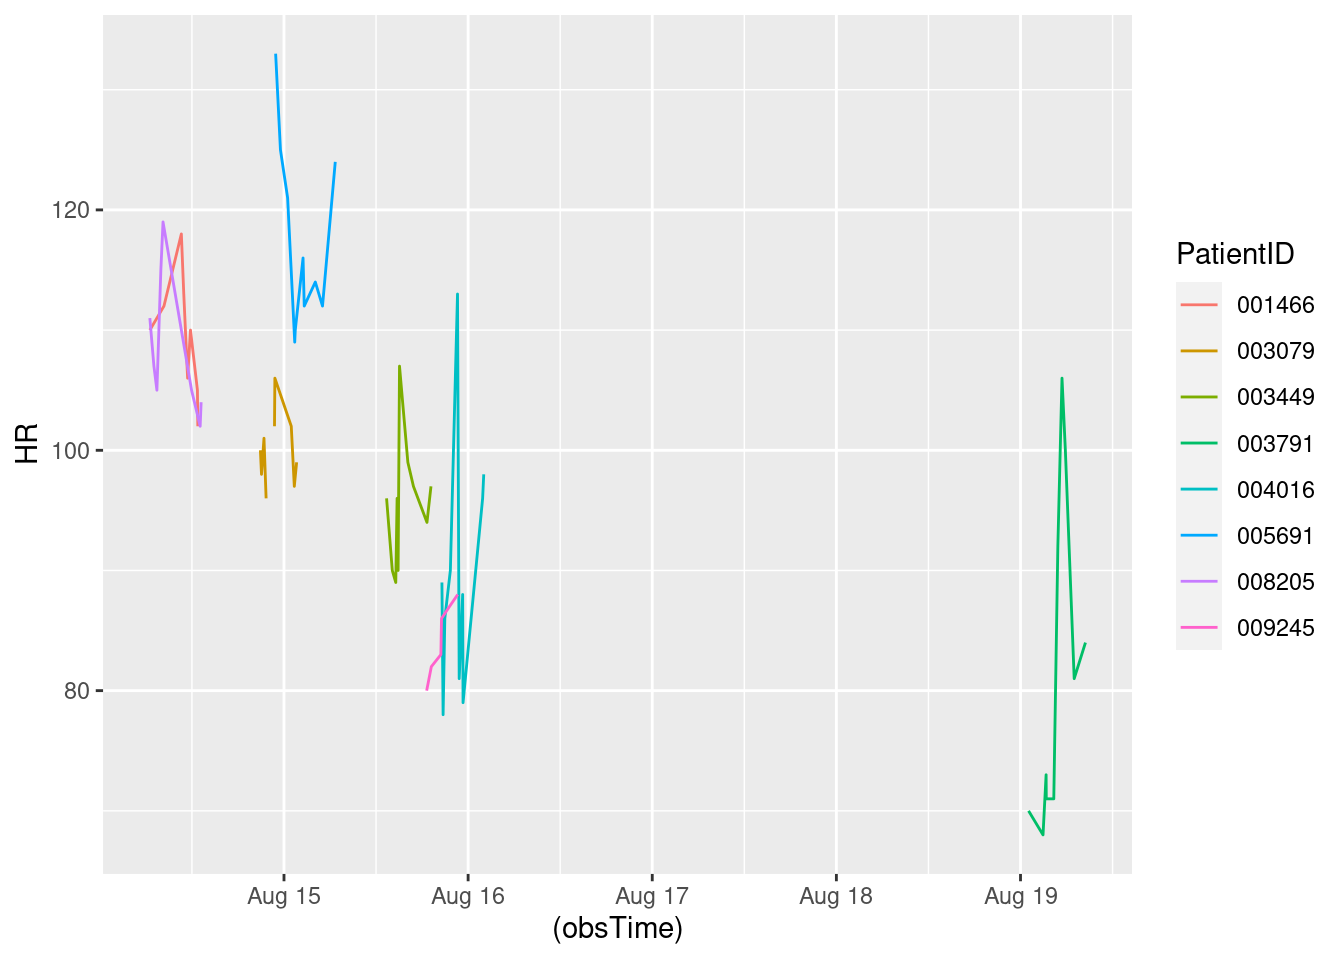 HR
120
100
80
Aug 15
Aug 16
Aug 17
Aug 18
Aug 19
(obsTime)
PatientID
001466
003079
003449
003791
004016
005691
008205
009245